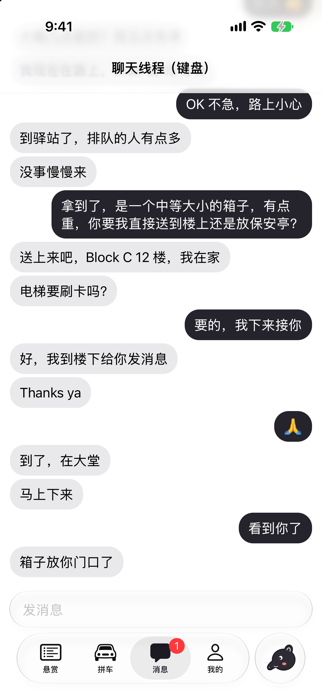 9:41
聊天线程（键盘）
OK 不急，路上小心
到驿站了，排队的人有点多
没事慢慢来
拿到了，是一个中等大小的箱子，有点
重，你要我直接送到楼上还是放保安亭？
送上来吧，Block C 12 楼，我在家
电梯要刷卡吗？
要的，我下来接你
好，我到楼下给你发消息
Thanks ya
🙏
到了，在大堂
马上下来
看到你了
箱子放你门口了
发消息
1
悬赏
拼车
消息
我的